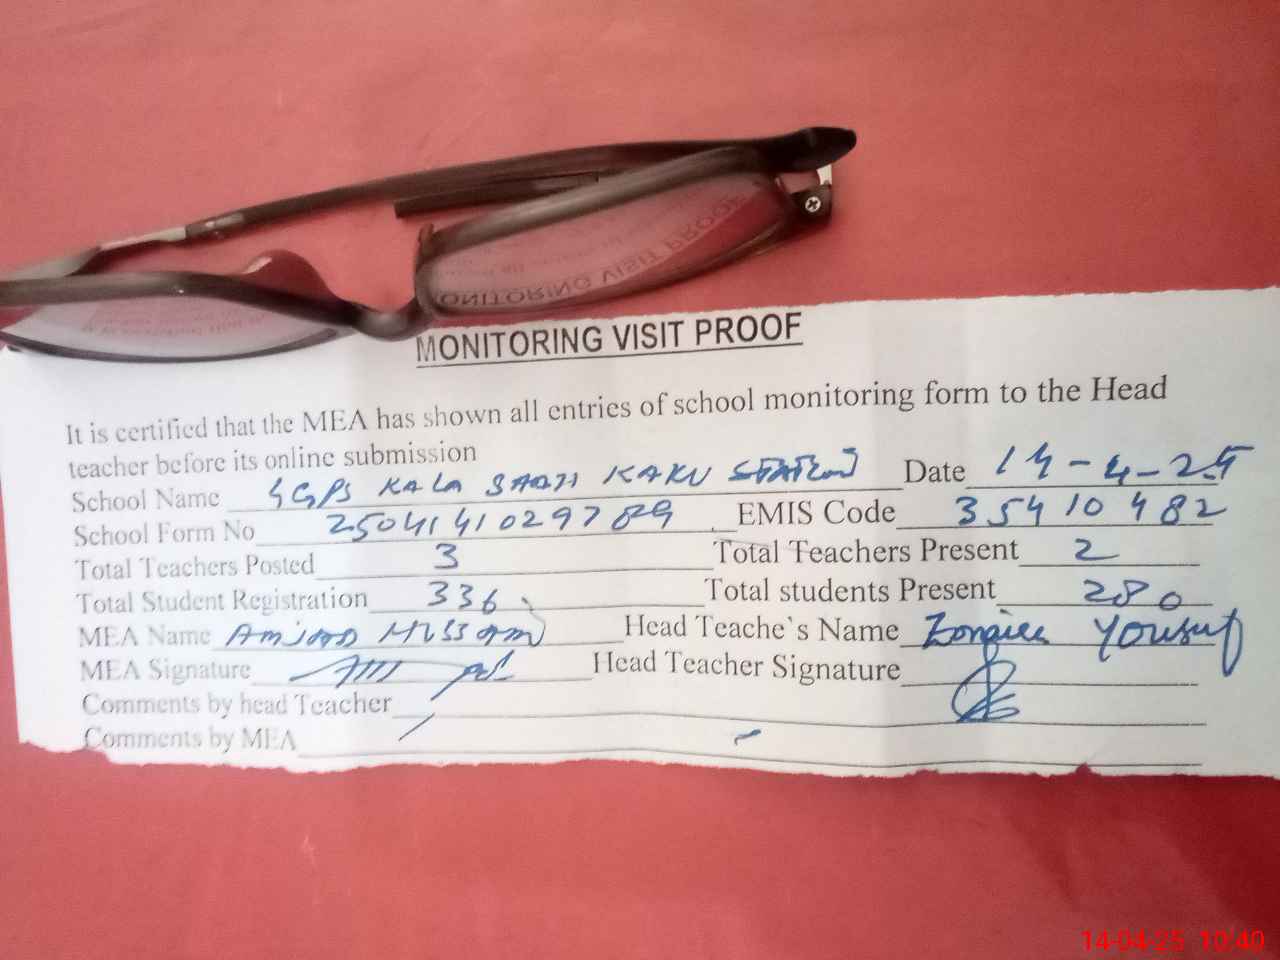 MONITORING VISIT PROOF
It is certified that the MEA has shown all entries of school monitoring form to the Head
teacher before its online submission
School Name SGPS KALA KAKU Date 14-4-25
School Form No 2504141029789 EMIS Code 35410482
Total Teachers Posted 3 Total Teachers Present 2
Total Student Registration 336 Total students Present 280
MEA Name AMJAD HUSSAIN Head Teache`s Name Yousuf
MEA Signature Head Teacher Signature
Comments by head Teacher
Comments by MEA
14-04-25 10:40